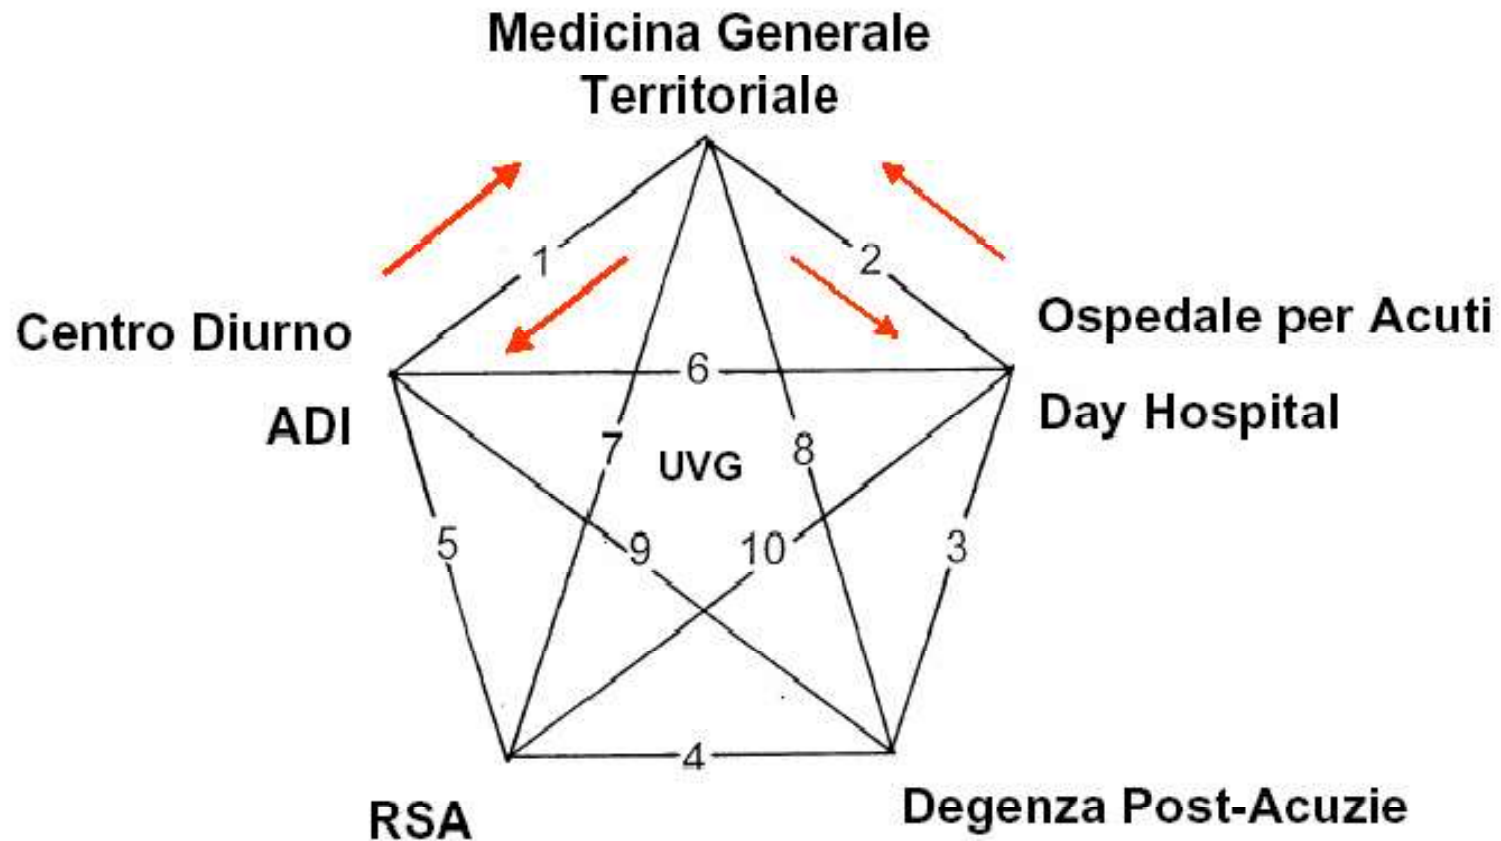 Medicina Generale
Territoriale
1
2
Centro Diurno
Ospedale per Acuti
6
ADI
Day Hospital
7
UVG
8
5
9
10
3
4
RSA
Degenza Post-Acuzie